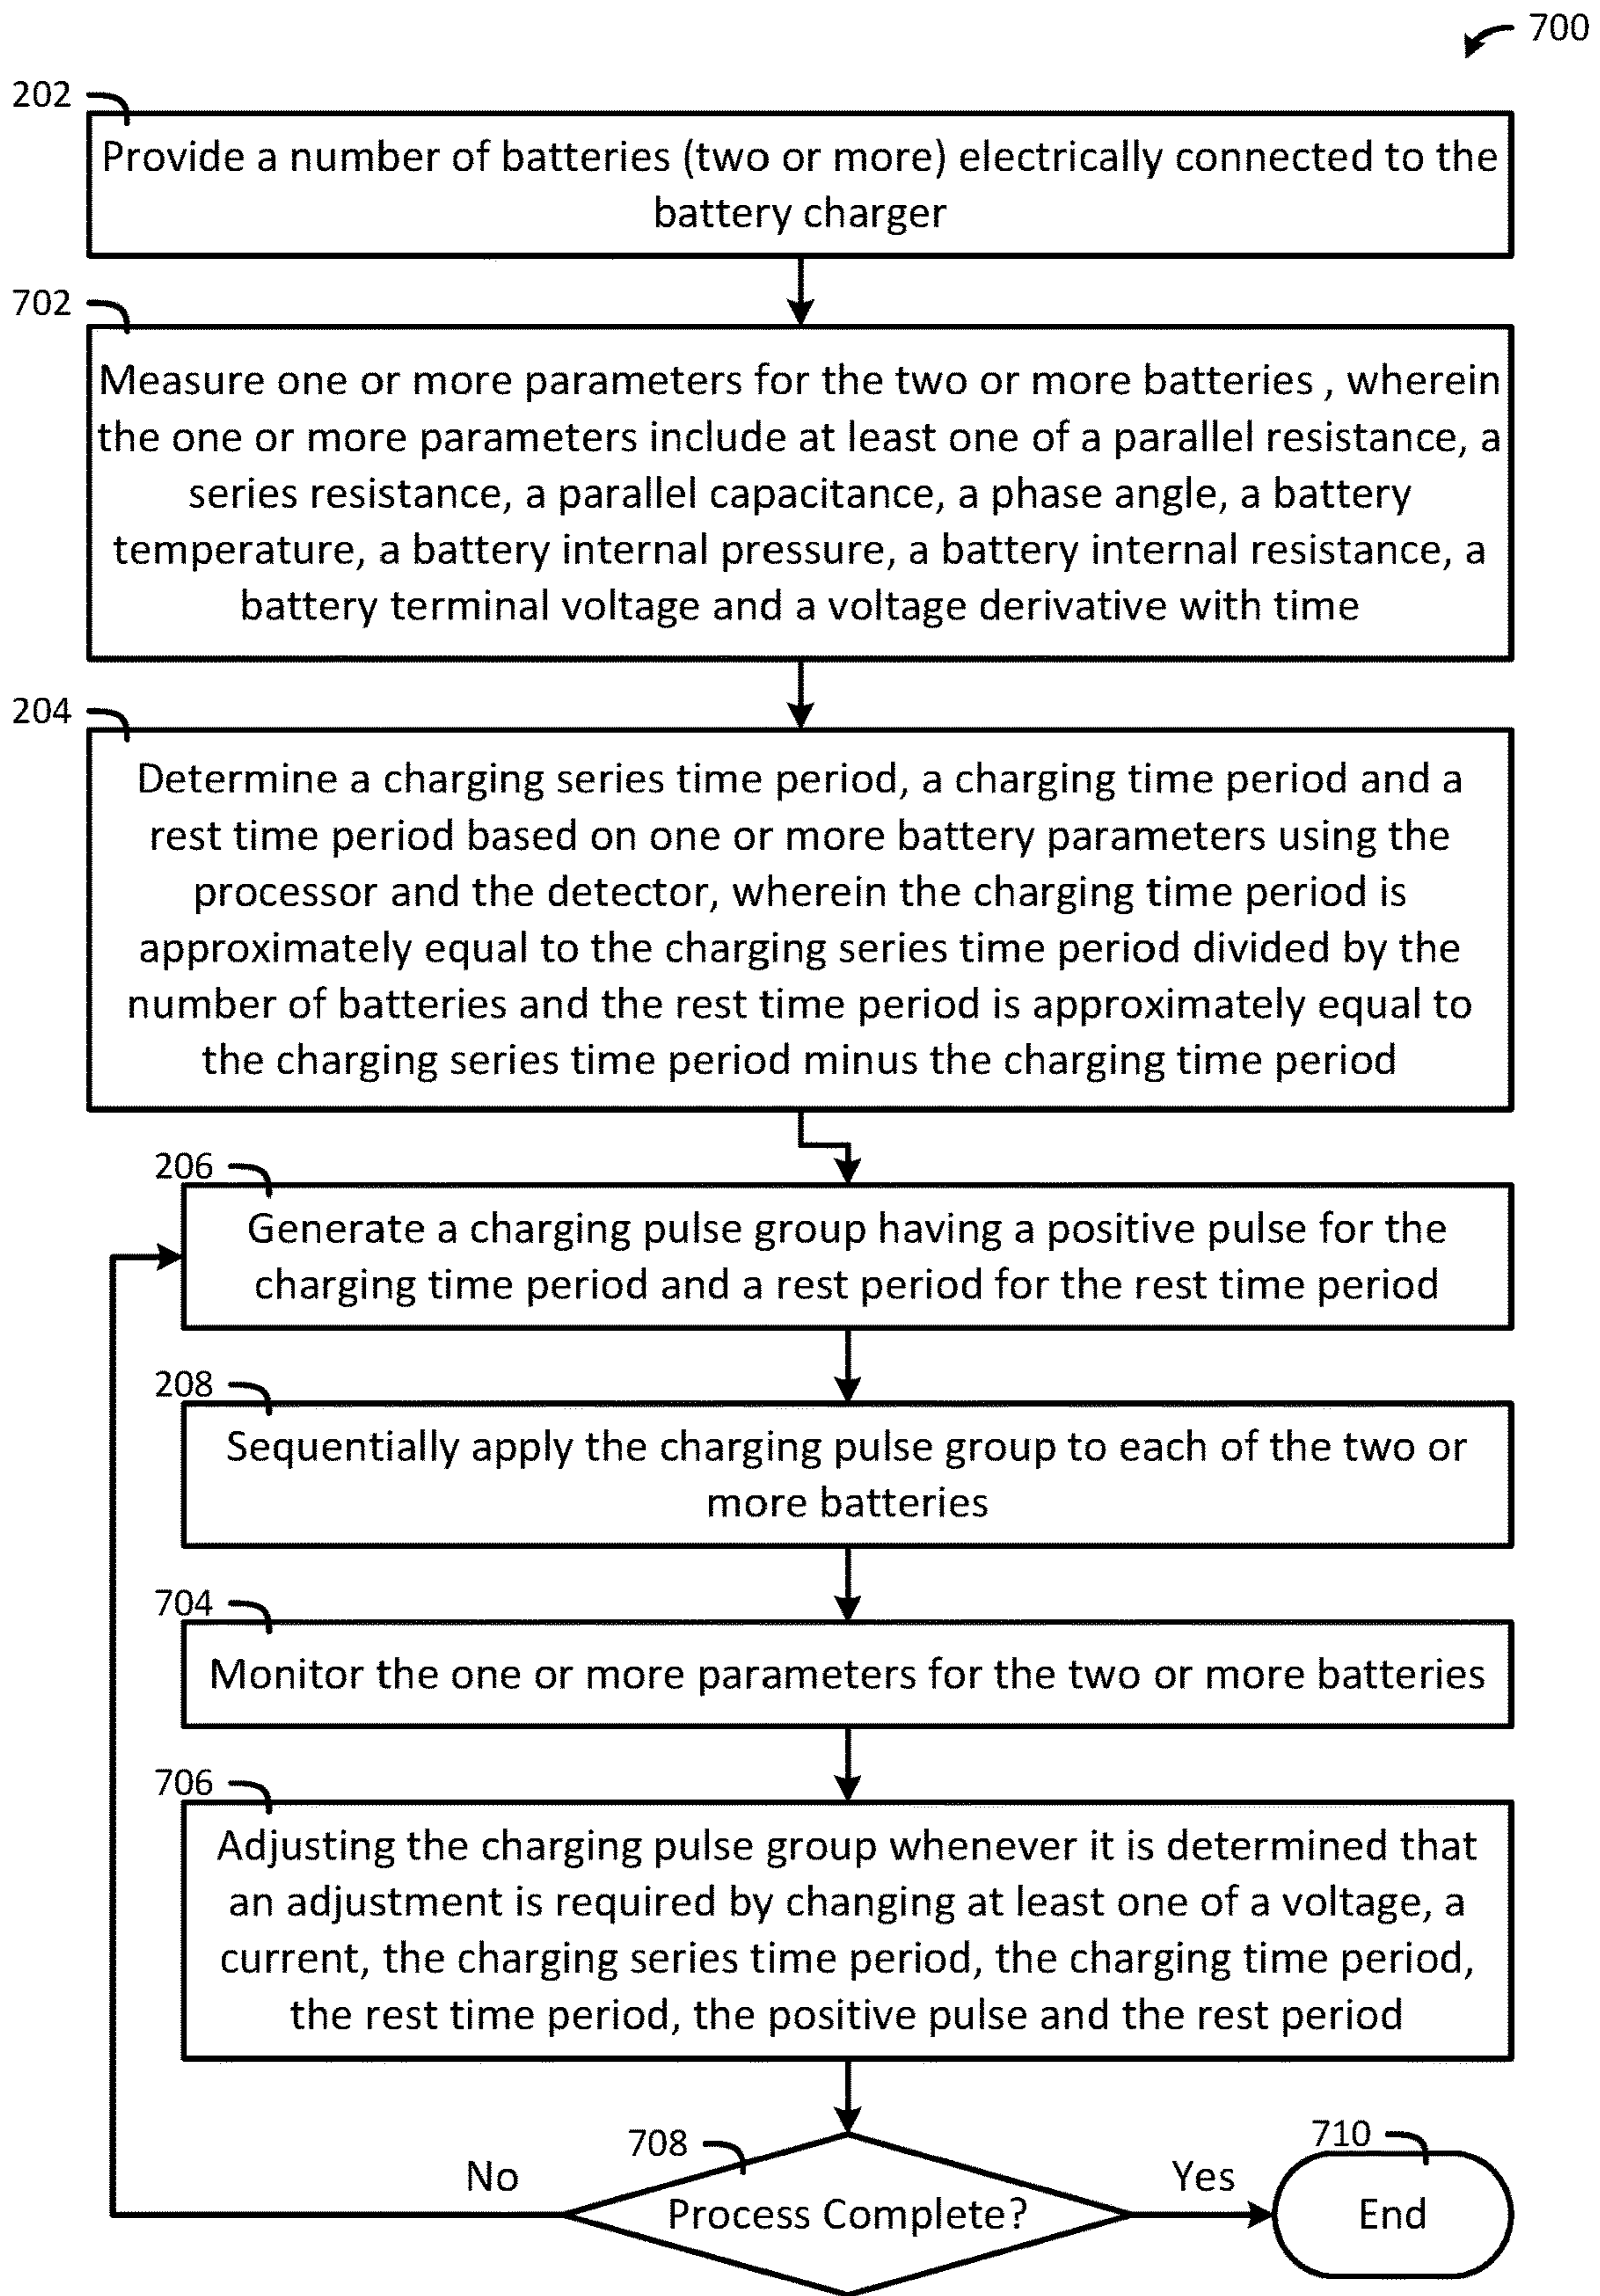 700
202
Provide a number of batteries (two or more) electrically connected to the
battery charger
702
Measure one or more parameters for the two or more batteries , wherein
the one or more parameters include at least one of a parallel resistance, a
series resistance, a parallel capacitance, a phase angle, a battery
temperature, a battery internal pressure, a battery internal resistance, a
battery terminal voltage and a voltage derivative with time
204
Determine a charging series time period, a charging time period and a
rest time period based on one or more battery parameters using the
processor and the detector, wherein the charging time period is
approximately equal to the charging series time period divided by the
number of batteries and the rest time period is approximately equal to
the charging series time period minus the charging time period
206
Generate a charging pulse group having a positive pulse for the
charging time period and a rest period for the rest time period
208
Sequentially apply the charging pulse group to each of the two or
more batteries
704
Monitor the one or more parameters for the two or more batteries
706
Adjusting the charging pulse group whenever it is determined that
an adjustment is required by changing at least one of a voltage, a
current, the charging series time period, the charging time period,
the rest time period, the positive pulse and the rest period
708
No
Process Complete?
Yes
710
End